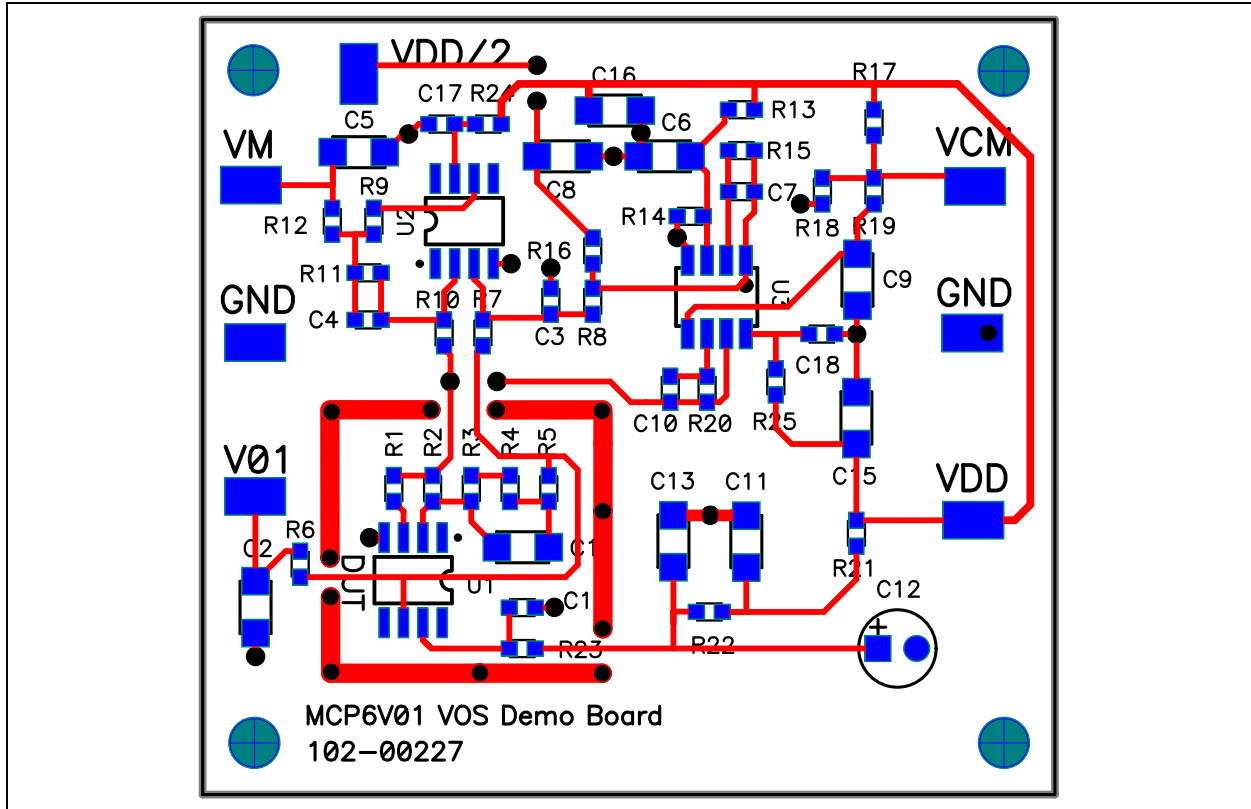 VDD/2
C16
R17
C17 R24
C5
C6
R13
VM
R15
VCM
C8
C7
R9
R12
U2
R14
R18
R19
R11
R16
C9
GND
R10
R7
U3
GND
C4
C3
R8
C18
C10
R20
R25
R1
R2
R3
R4
R5
V01
C13
C11
C15
VDD
R6
C2
C1
DUT
U1
R21
C1
C12
+
R23
R22
MCP6V01 VOS Demo Board
102-00227